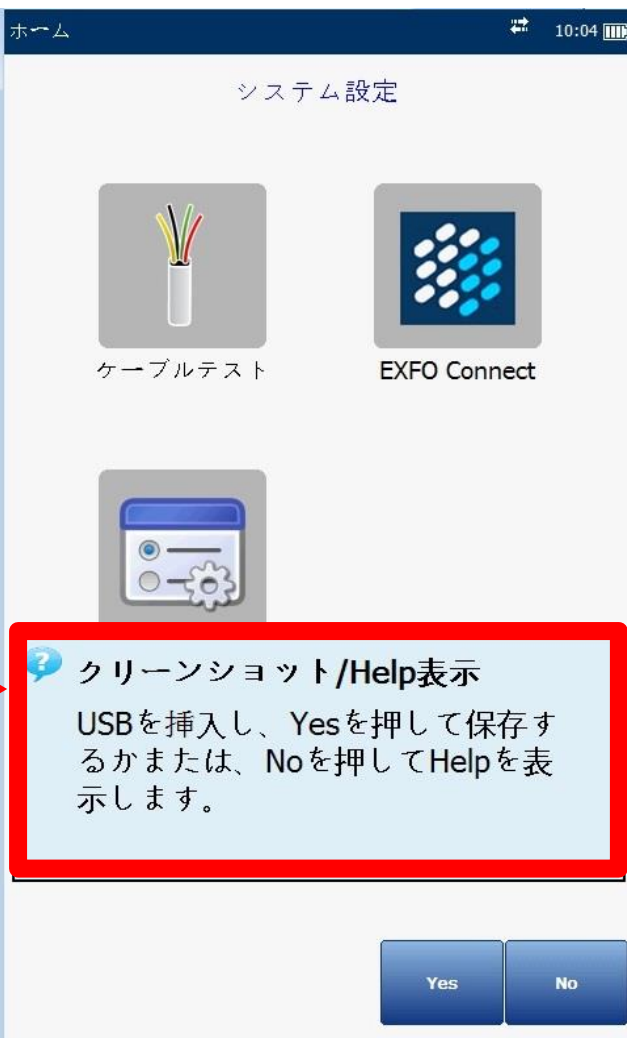 ホーム 10:04
システム設定
ケーブルテスト EXFO Connect
クリーンショット/Help表示
USBを挿入し、Yesを押して保存す
るかまたは、Noを押してHelpを表
示します。
Yes No